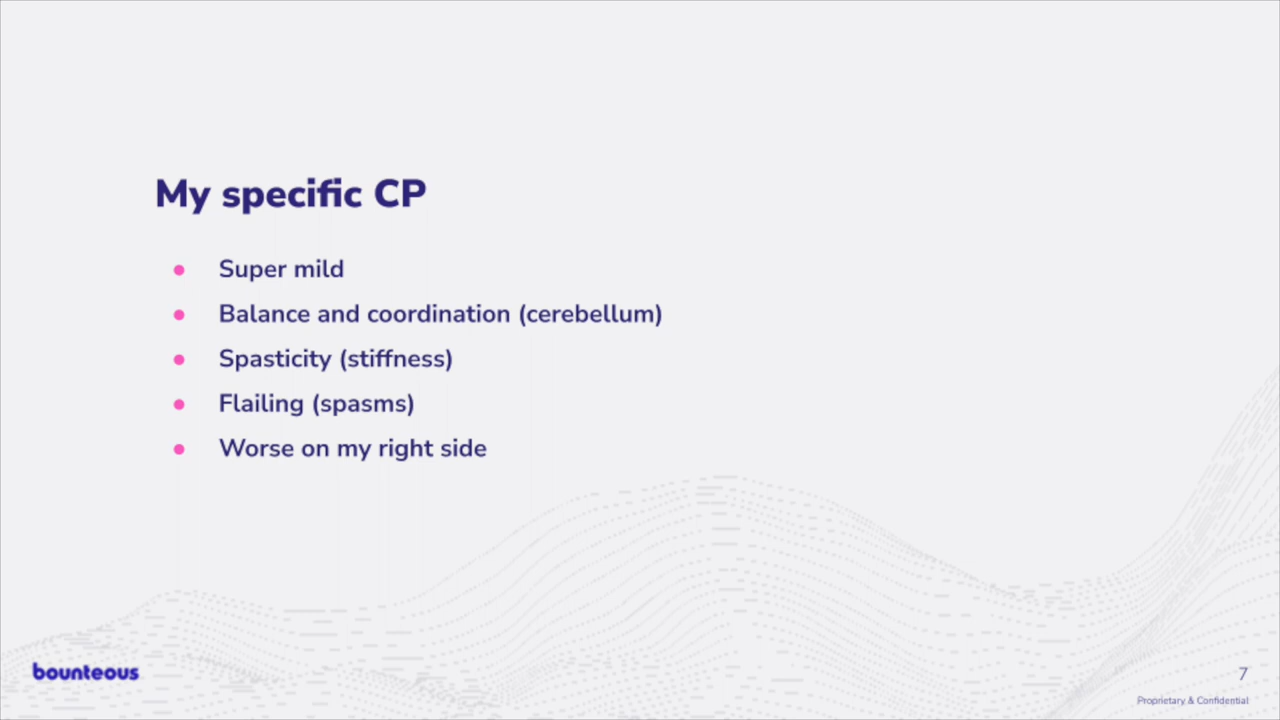 My specific CP
Super mild
Balance and coordination (cerebellum)
Spasticity (stiffness)
Flailing (spasms)
Worse on my right side
bounteous
7
Proprietary & Confidential